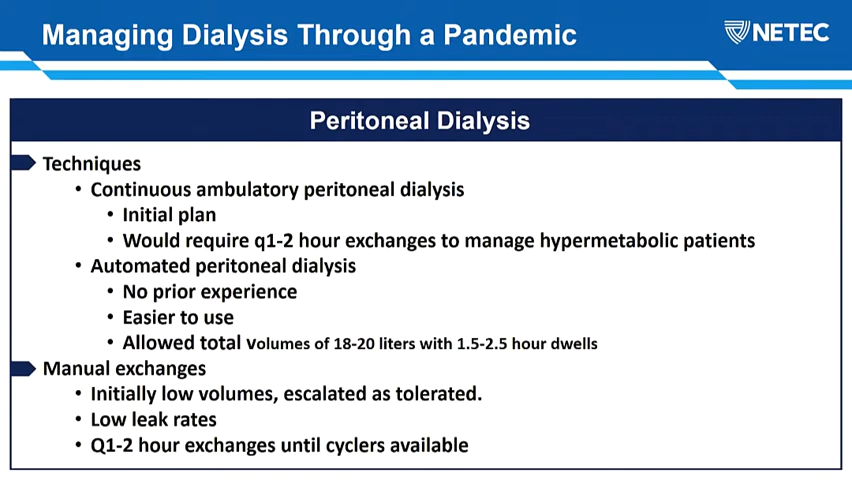 Managing Dialysis Through a Pandemic
NETEC
Peritoneal Dialysis
Techniques
• Continuous ambulatory peritoneal dialysis
• Initial plan
• Would require q1-2 hour exchanges to manage hypermetabolic patients
• Automated peritoneal dialysis
• No prior experience
• Easier to use
• Allowed total volumes of 18-20 liters with 1.5-2.5 hour dwells
Manual exchanges
• Initially low volumes, escalated as tolerated.
• Low leak rates
• Q1-2 hour exchanges until cyclers available